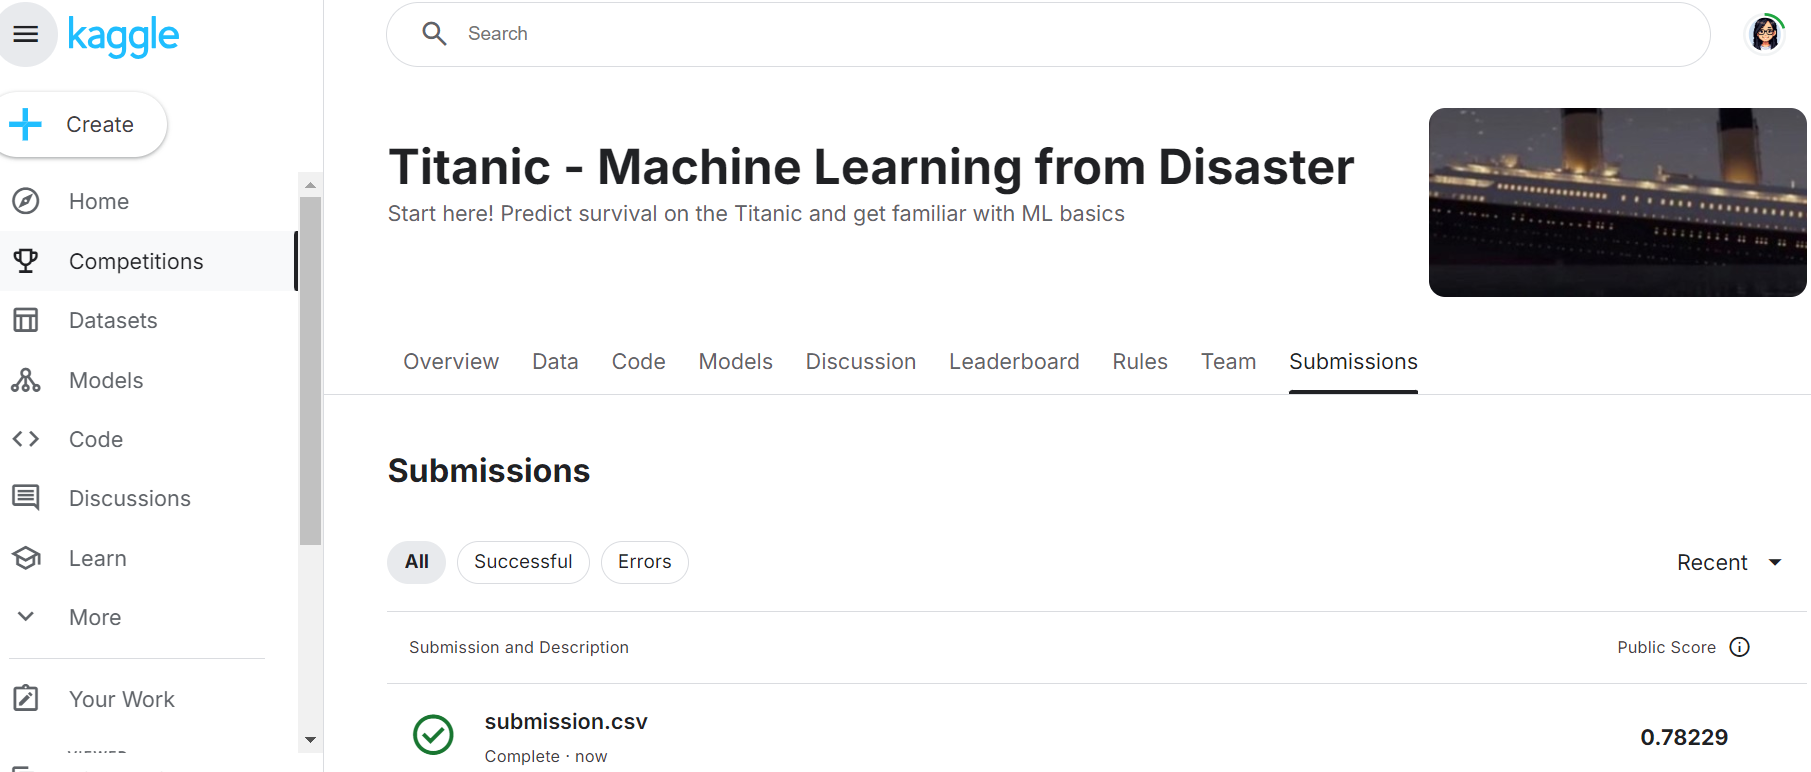 kaggle
Search
Create
Home
Competitions
Datasets
Models
Code
Discussions
Learn
More
Your Work
VIEWED
Titanic - Machine Learning from Disaster
Start here! Predict survival on the Titanic and get familiar with ML basics
Overview Data Code Models Discussion Leaderboard Rules Team Submissions
Submissions
All Successful Errors Recent
Submission and Description Public Score
submission.csv
Complete · now
0.78229